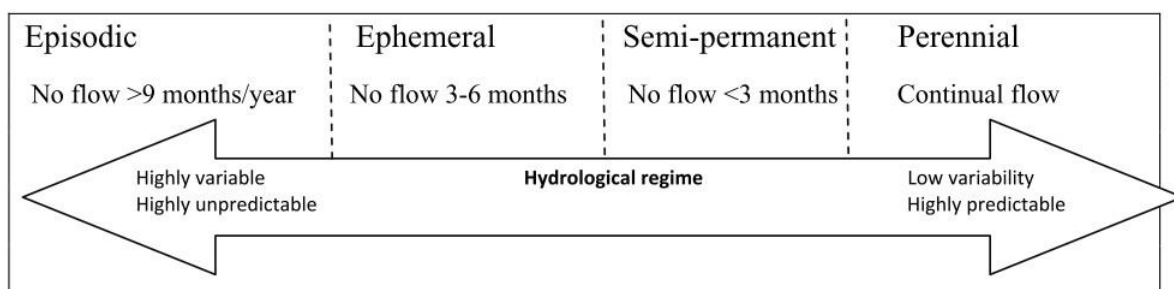 Episodic
Ephemeral
Semi-permanent
Perennial
No flow >9 months/year
No flow 3-6 months
No flow <3 months
Continual flow
Highly variable
Highly unpredictable
Hydrological regime
Low variability
Highly predictable